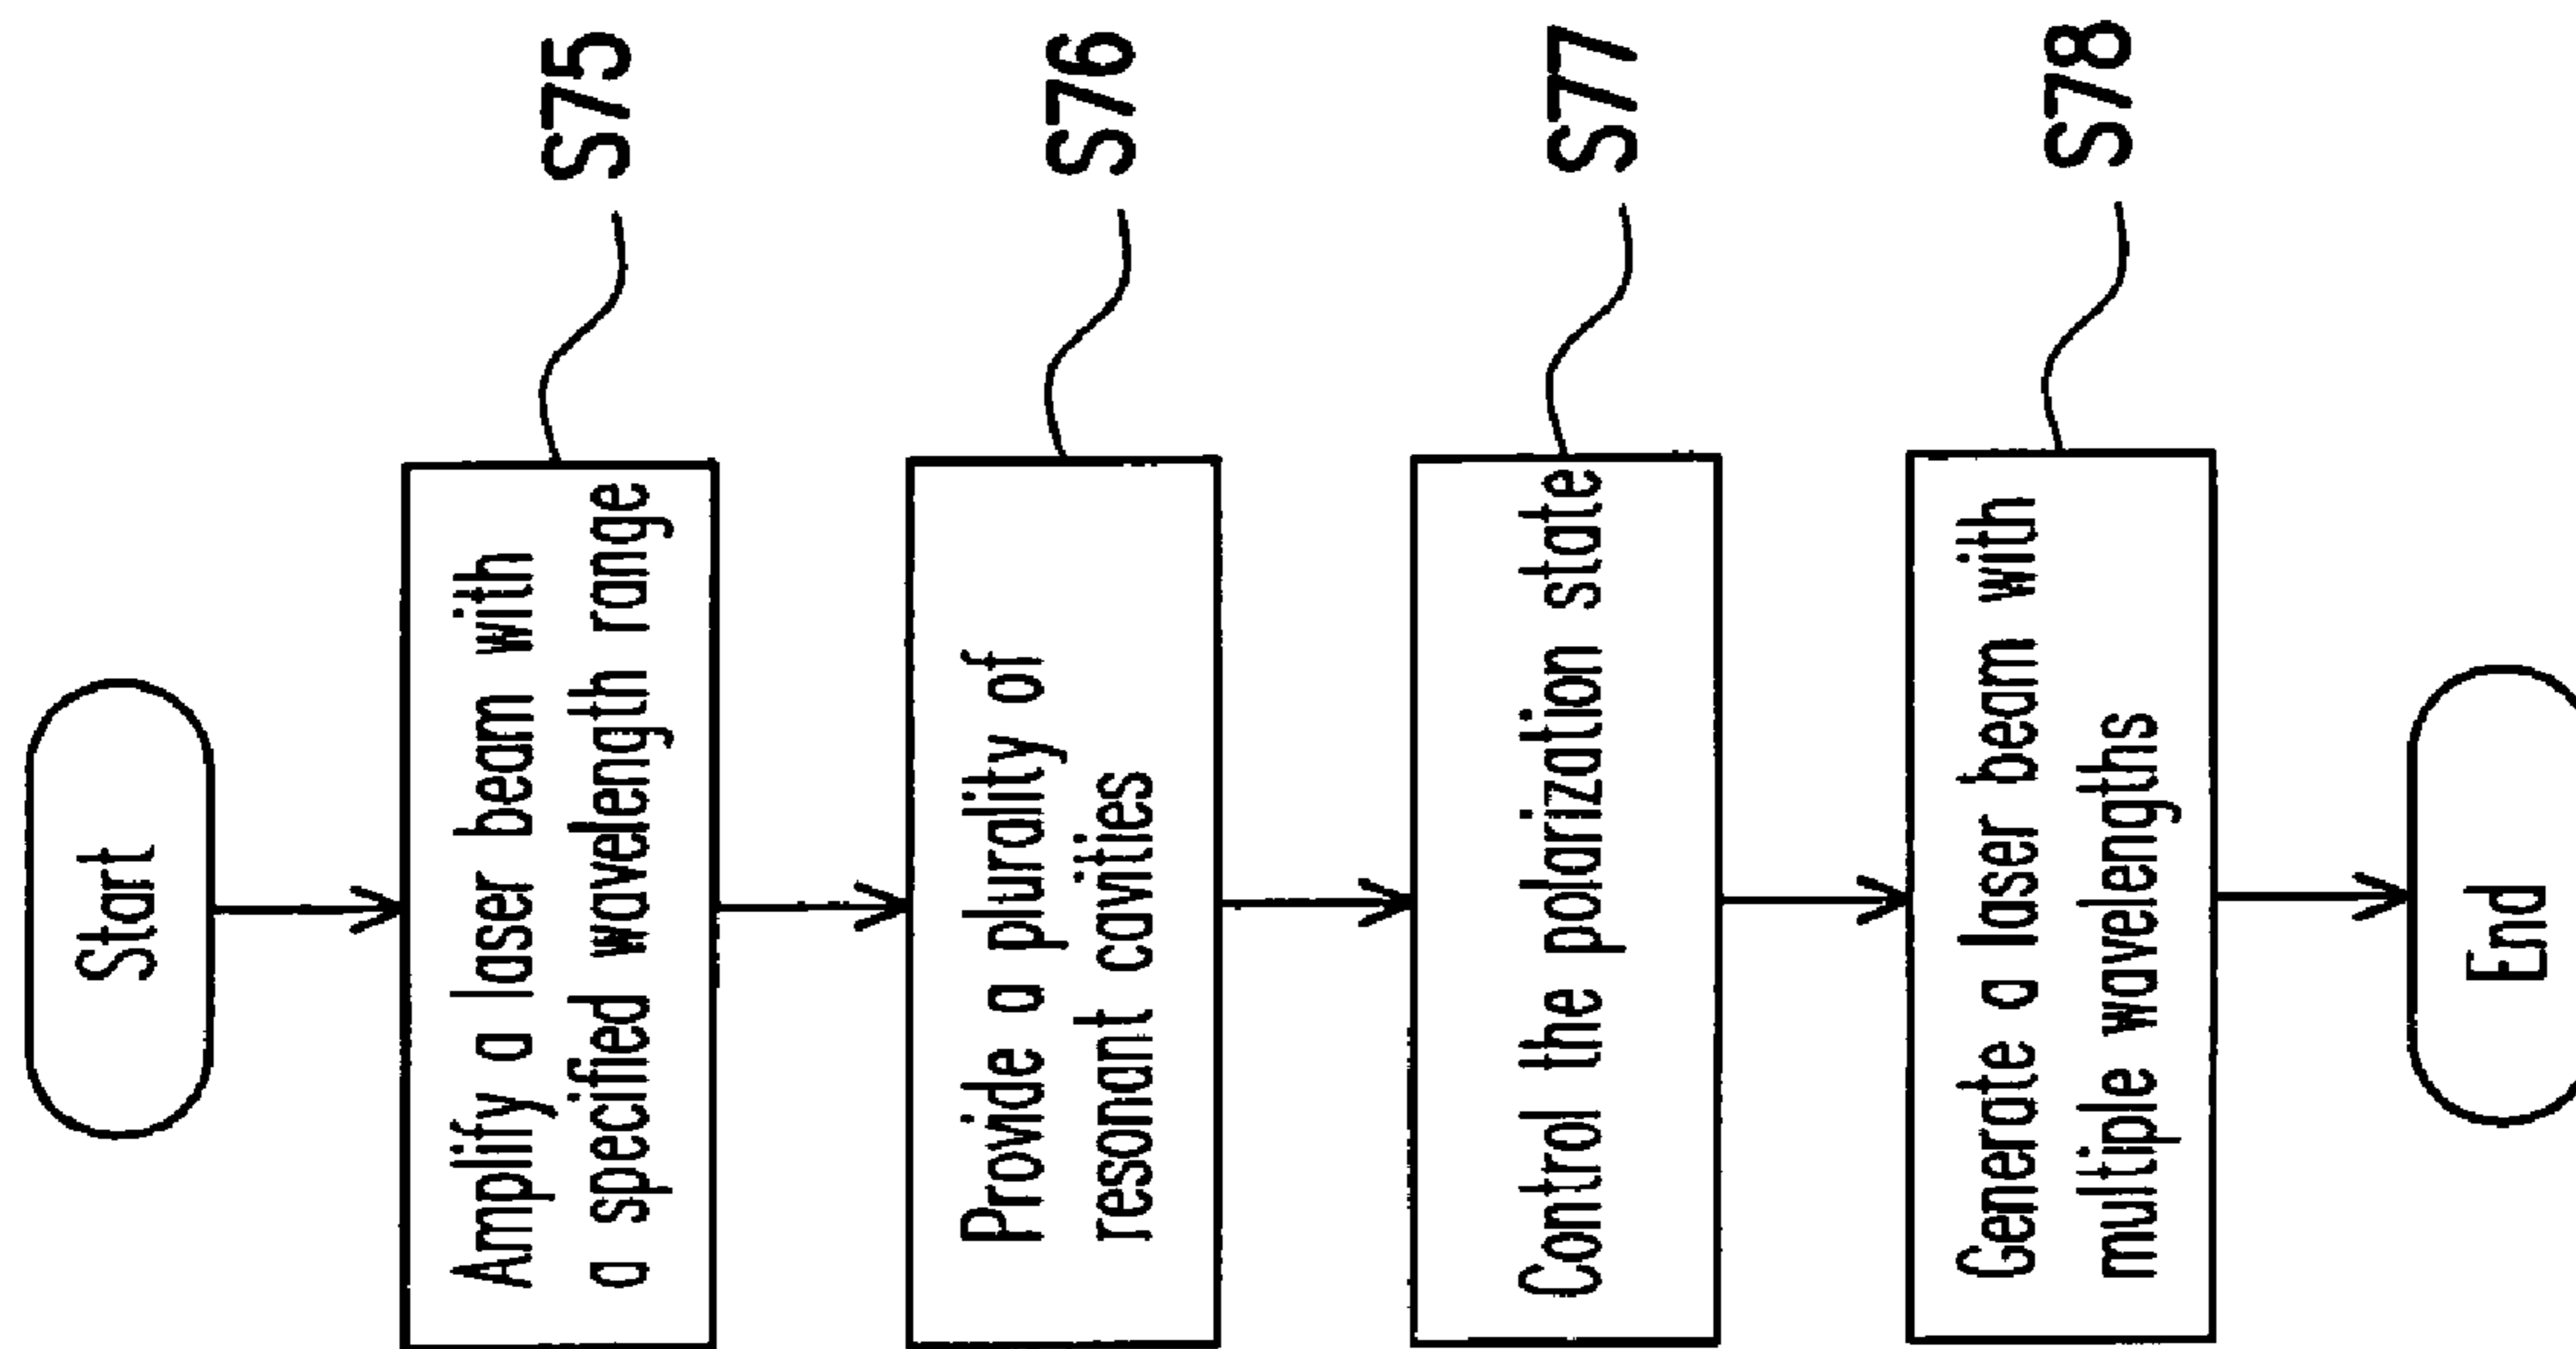 Start
Amplify a laser beam with
a specified wavelength range
S75
Provide a plurality of
resonant cavities
S76
Control the polarization state
S77
Generate a laser beam with
multiple wavelengths
S78
End